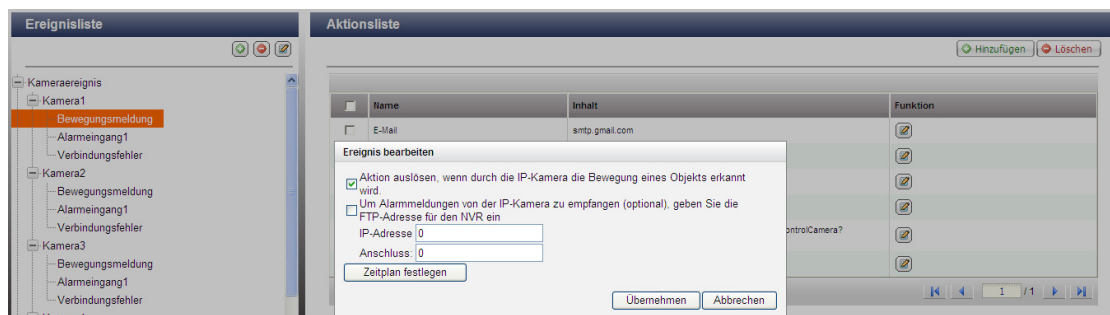 Ereignisliste
Kameraereignis
Kamera1
Bewegungsmeldung
Alarmeingang1
Verbindungsfehler
Kamera2
Bewegungsmeldung
Alarmeingang1
Verbindungsfehler
Kamera3
Bewegungsmeldung
Alarmeingang1
Verbindungsfehler
Aktionsliste
Hinzufügen Löschen
Name Inhalt Funktion
E-Mail smtp.gmail.com
Ereignis bearbeiten
Aktion auslösen, wenn durch die IP-Kamera die Bewegung eines Objekts erkannt
wird.
Um Alarmmeldungen von der IP-Kamera zu empfangen (optional), geben Sie die
FTP-Adresse für den NVR ein
IP-Adresse 0
Anschluss: 0
Zeitplan festlegen
Übernehmen Abbrechen
ontrolCamera?
1 /1